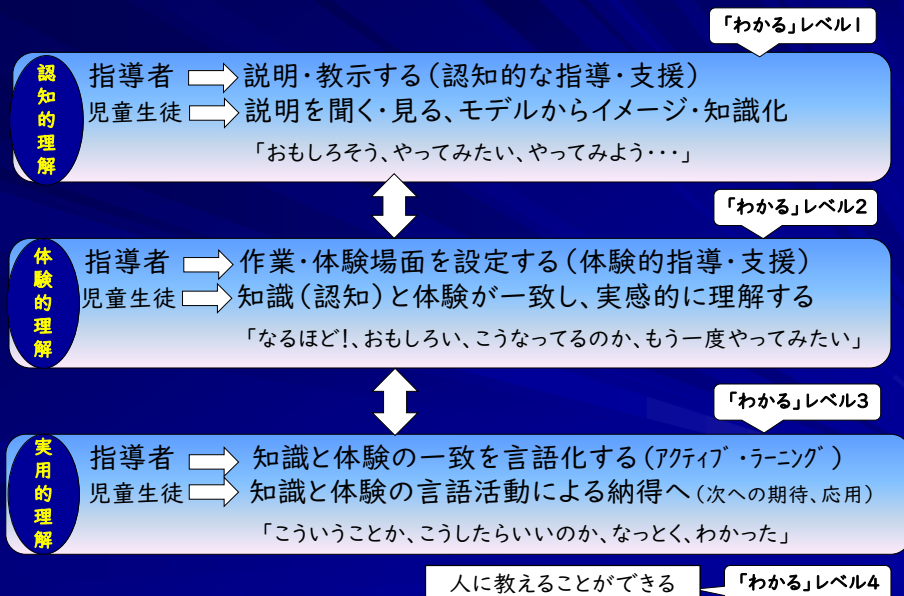 「わかる」レベル1
認知的理解
指導者 説明・教示する(認知的な指導・支援)
児童生徒 説明を聞く・見る、モデルからイメージ・知識化
「おもしろそう、やってみたい、やってみよう・・・」
「わかる」レベル2
体験的理解
指導者 作業・体験場面を設定する(体験的指導・支援)
児童生徒 知識(認知)と体験が一致し、実感的に理解する
「なるほど!、おもしろい、こうなってるのか、もう一度やってみたい」
「わかる」レベル3
実用的理解
指導者 知識と体験の一致を言語化する(アクティブ・ラーニング)
児童生徒 知識と体験の言語活動による納得へ(次への期待、応用)
「こういうことか、こうしたらいいのか、なっとく、わかった」
人に教えることができる
「わかる」レベル4